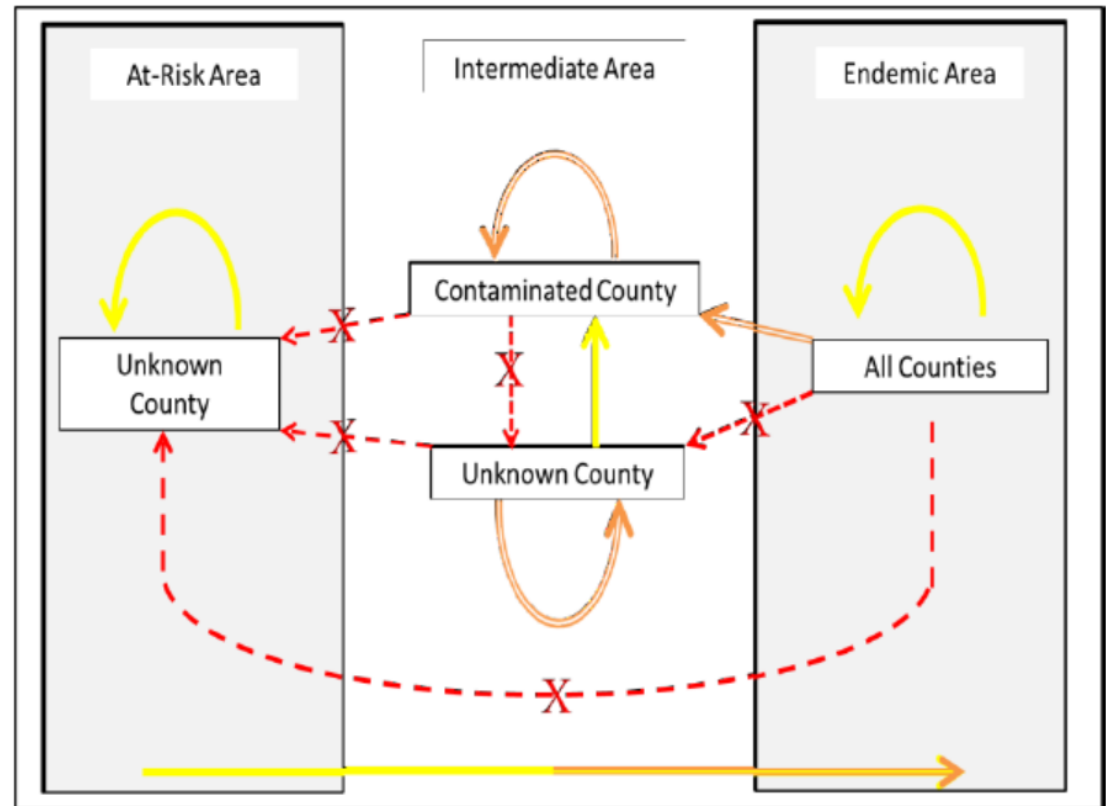 At-Risk Area
Intermediate Area
Endemic Area
Contaminated County
X
Unknown
County
X
All Counties
X
X
Unknown County
X